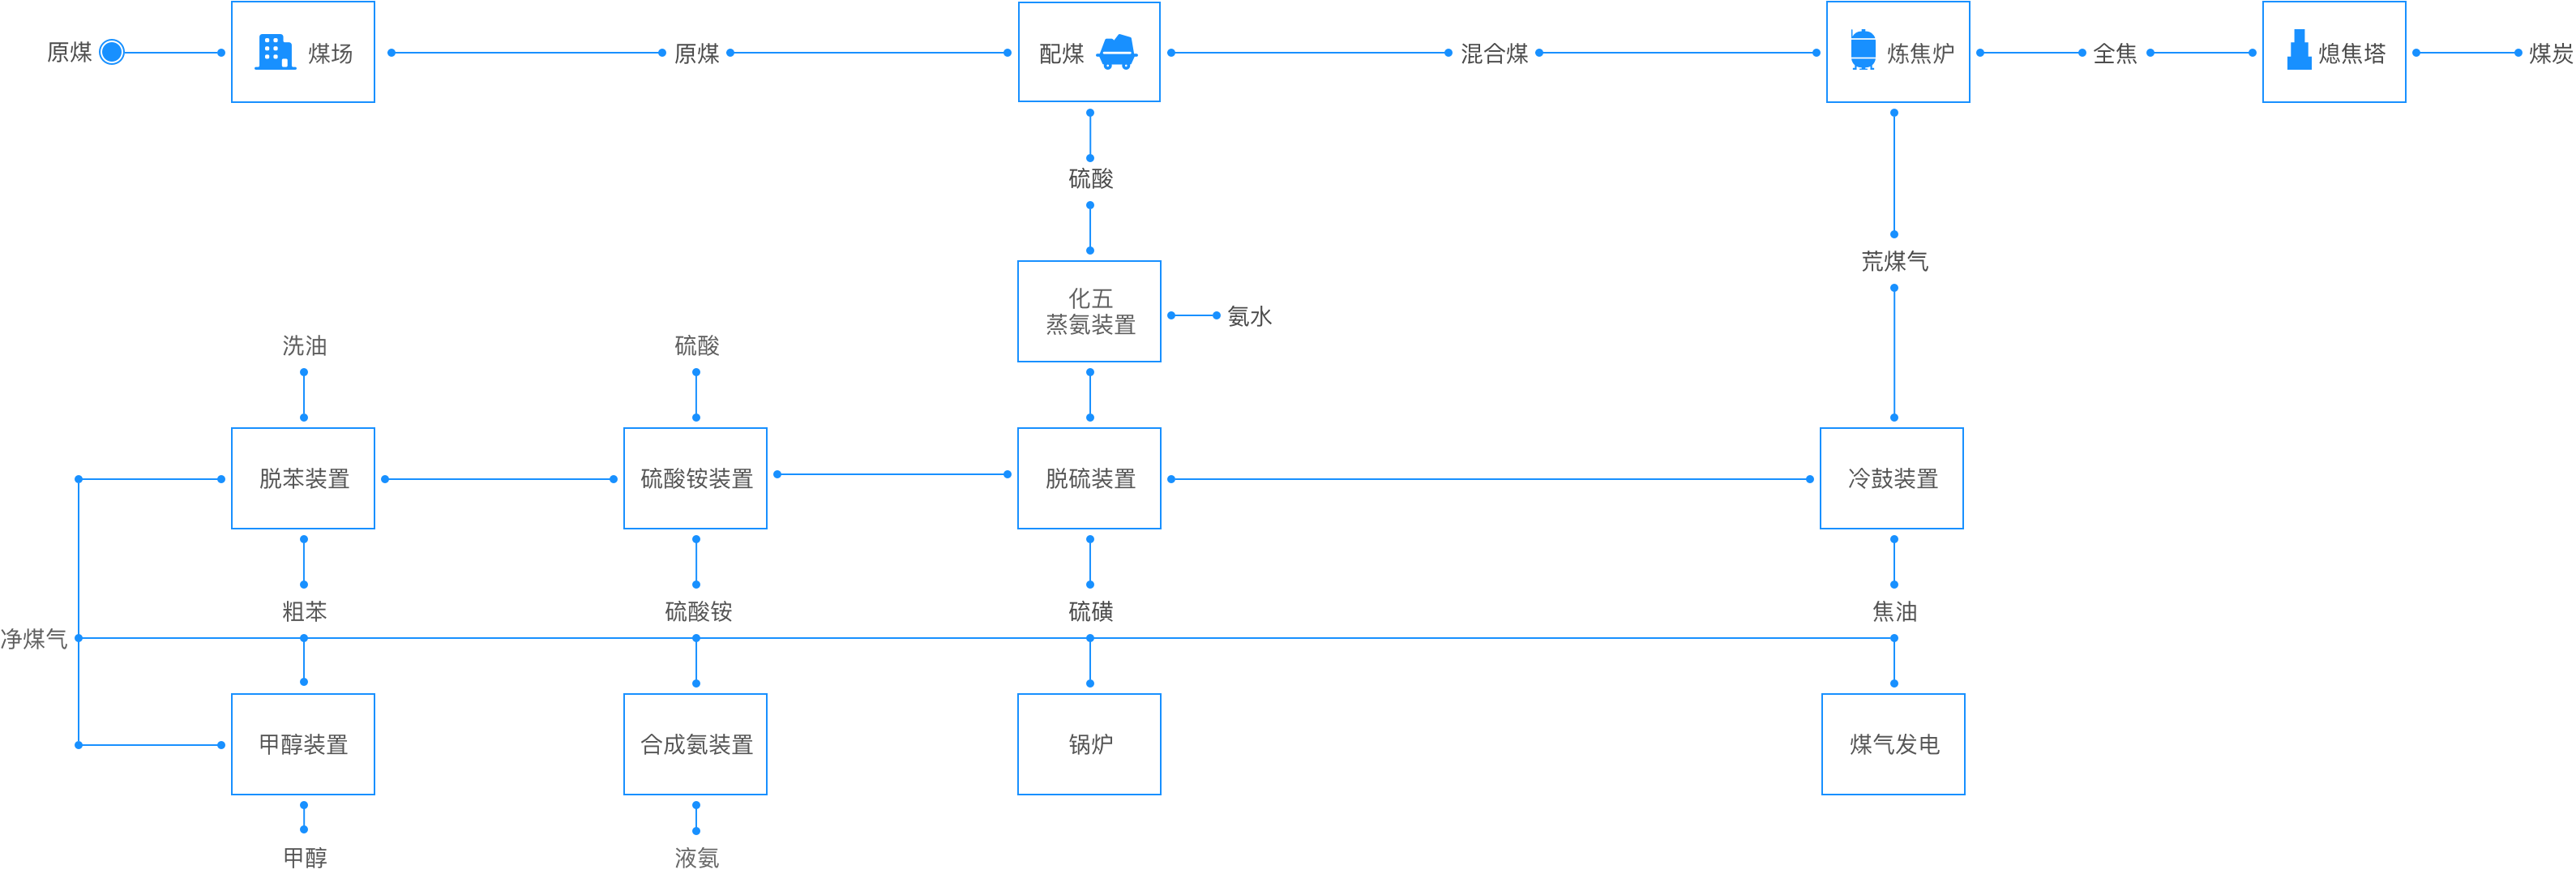 原煤
煤场
原煤
配煤
混合煤
炼焦炉
全焦
熄焦塔
煤炭
硫酸
荒煤气
化五
蒸氨装置
氨水
洗油
硫酸
脱苯装置
硫酸铵装置
脱硫装置
冷鼓装置
粗苯
硫酸铵
硫磺
焦油
净煤气
甲醇装置
合成氨装置
锅炉
煤气发电
甲醇
液氨